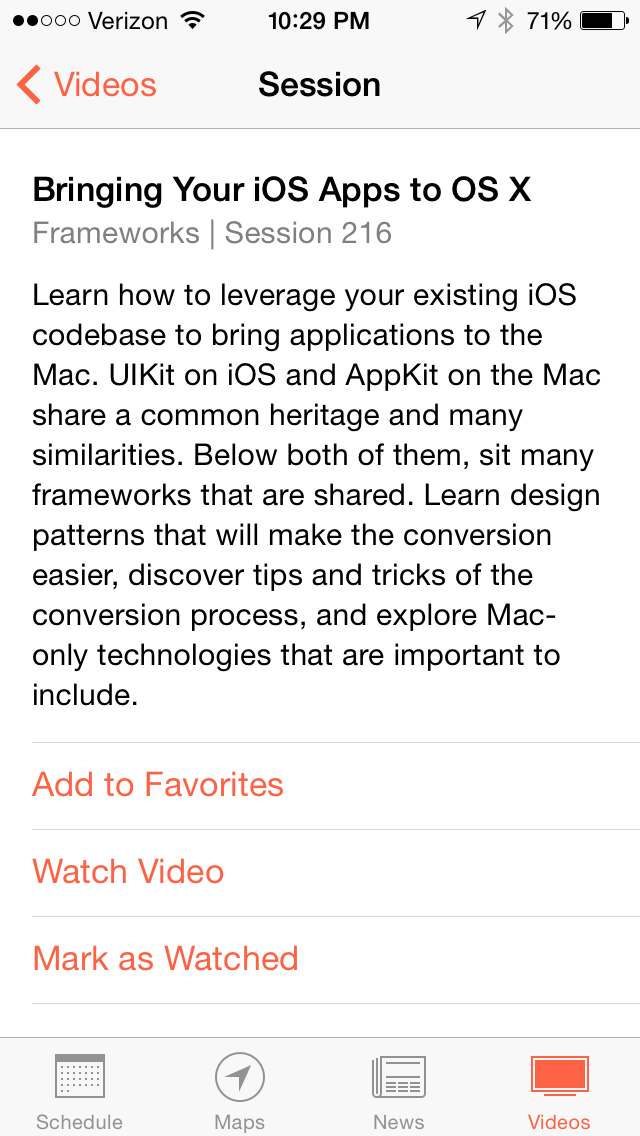 Verizon 10:29 PM 71%
Videos Session
Bringing Your iOS Apps to OS X
Frameworks | Session 216
Learn how to leverage your existing iOS
codebase to bring applications to the
Mac. UIKit on iOS and AppKit on the Mac
share a common heritage and many
similarities. Below both of them, sit many
frameworks that are shared. Learn design
patterns that will make the conversion
easier, discover tips and tricks of the
conversion process, and explore Mac-
only technologies that are important to
include.
Add to Favorites
Watch Video
Mark as Watched
Schedule Maps News Videos